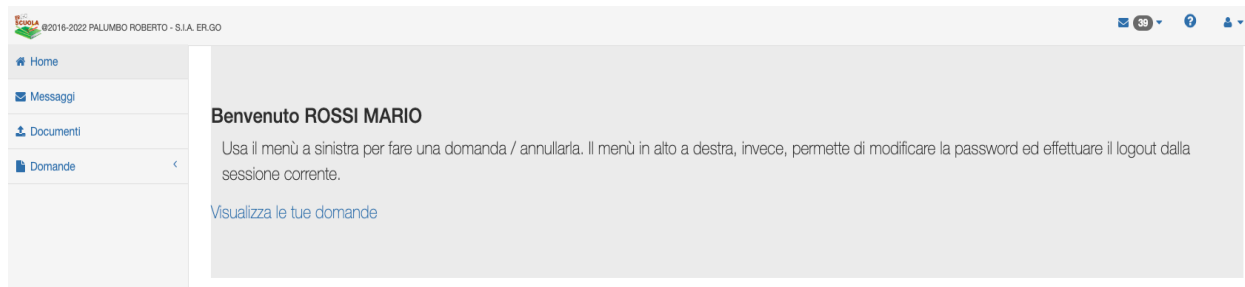 SCUOLA @2016-2022 PALUMBO ROBERTO - S.I.A. ER.GO
39
Home
Messaggi
Documenti
Domande
Benvenuto ROSSI MARIO
Usa il menù a sinistra per fare una domanda / annullarla. Il menù in alto a destra, invece, permette di modificare la password ed effettuare il logout dalla
sessione corrente.
Visualizza le tue domande